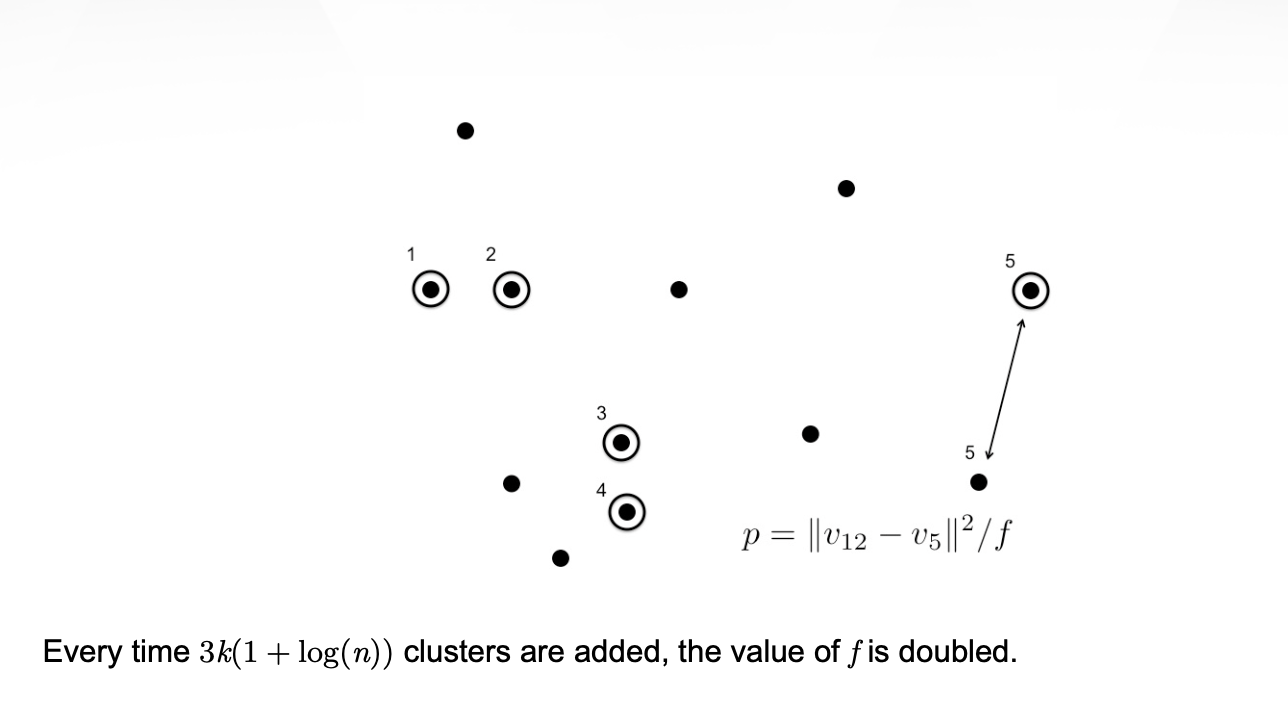 1 2 5
3
5
4
p = ||v₁₂ − v₅||² / f
Every time 3k(1 + log(n)) clusters are added, the value of f is doubled.